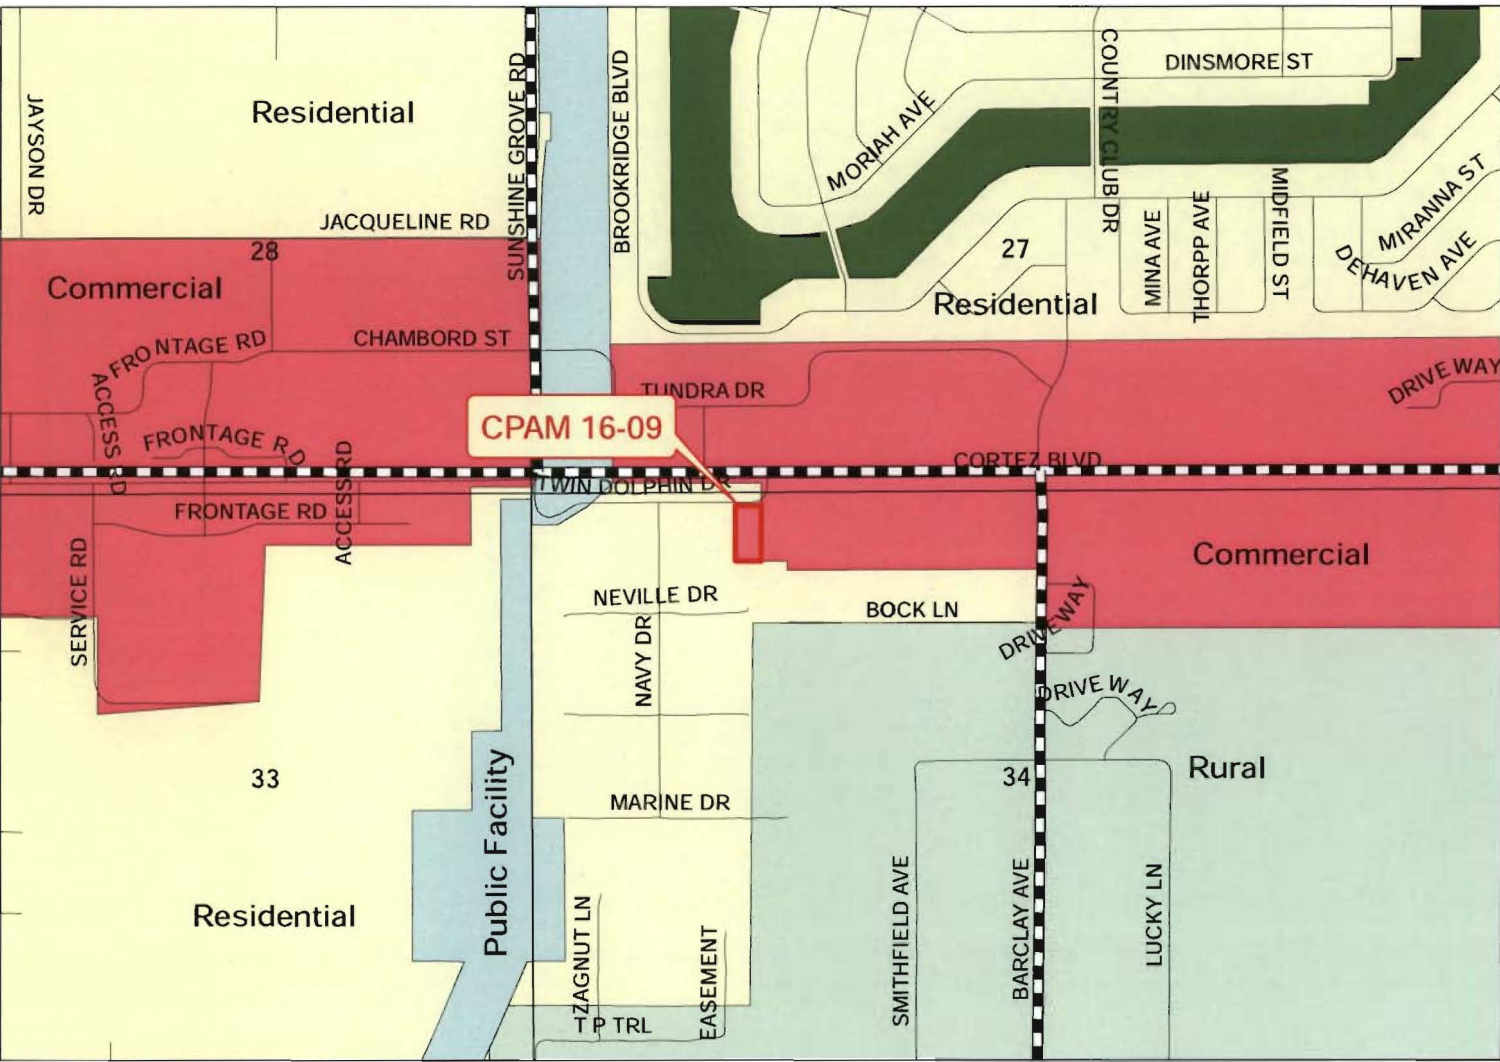 DINSMORE ST
COUNTRY CLUB DR
SUNSHINE GROVE RD
BROOKRIDGE BLVD
JAYSON DR
Residential
MORIAH AVE
JACQUELINE RD
28
27
MINA AVE
THORPP AVE
MIDFIELD ST
MIRANNA ST
DEHAVEN AVE
Commercial
Residential
FRONTAGE RD
CHAMBORD ST
TUNDRA DR
DRIVE WAY
ACCESS RD
CPAM 16-09
FRONTAGE RD
ACCESS RD
CORTEZ BLVD
TWIN DOLPHIN DR
FRONTAGE RD
SERVICE RD
Commercial
NEVILLE DR
BOCK LN
DRIVEWAY
NAVY DR
DRIVE WAY
33
34
Rural
Public Facility
MARINE DR
Residential
SMITHFIELD AVE
BARCLAY AVE
LUCKY LN
TZAGNUT LN
EASEMENT
T P TRL